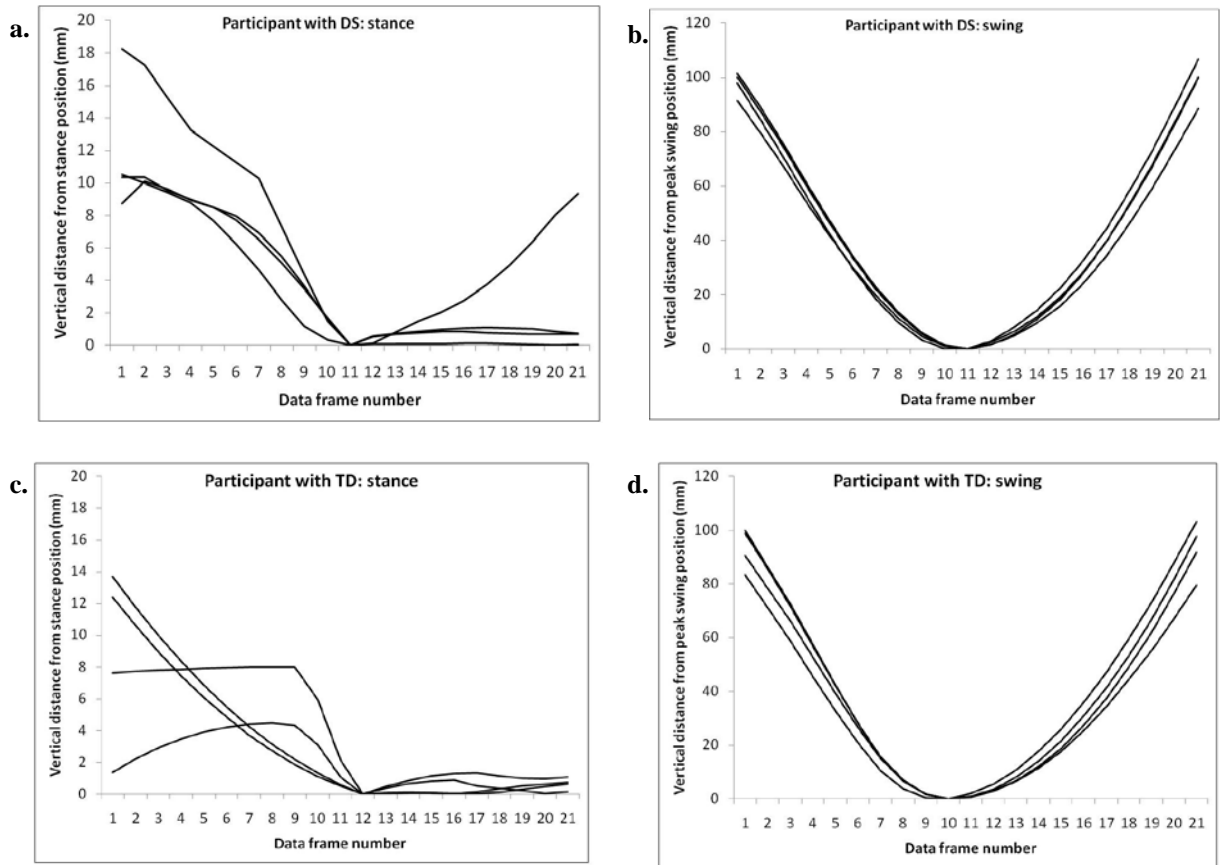 a.
Participant with DS: stance
Vertical distance from stance position (mm)
20
18
16
14
12
10
8
6
4
2
0
1 2 3 4 5 6 7 8 9 10 11 12 13 14 15 16 17 18 19 20 21
Data frame number
b.
Participant with DS: swing
Vertical distance from peak swing position (mm)
120
100
80
60
40
20
0
1 2 3 4 5 6 7 8 9 10 11 12 13 14 15 16 17 18 19 20 21
Data frame number
c.
Participant with TD: stance
Vertical distance from stance position (mm)
20
18
16
14
12
10
8
6
4
2
0
1 2 3 4 5 6 7 8 9 10 11 12 13 14 15 16 17 18 19 20 21
Data frame number
d.
Participant with TD: swing
Vertical distance from peak swing position (mm)
120
100
80
60
40
20
0
1 2 3 4 5 6 7 8 9 10 11 12 13 14 15 16 17 18 19 20 21
Data frame number